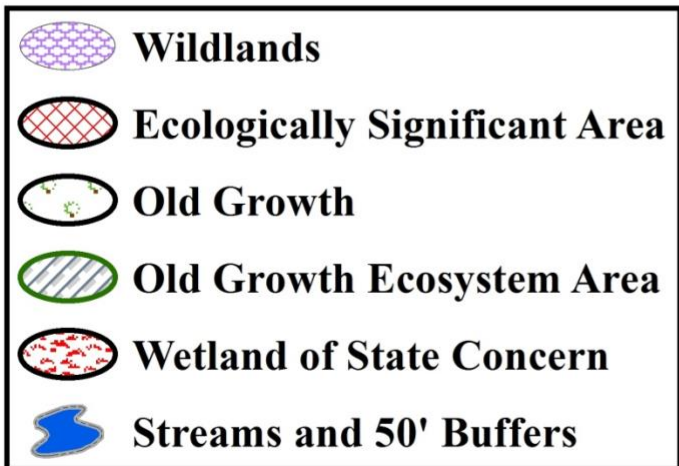 Wildlands
Ecologically Significant Area
Old Growth
Old Growth Ecosystem Area
Wetland of State Concern
Streams and 50' Buffers